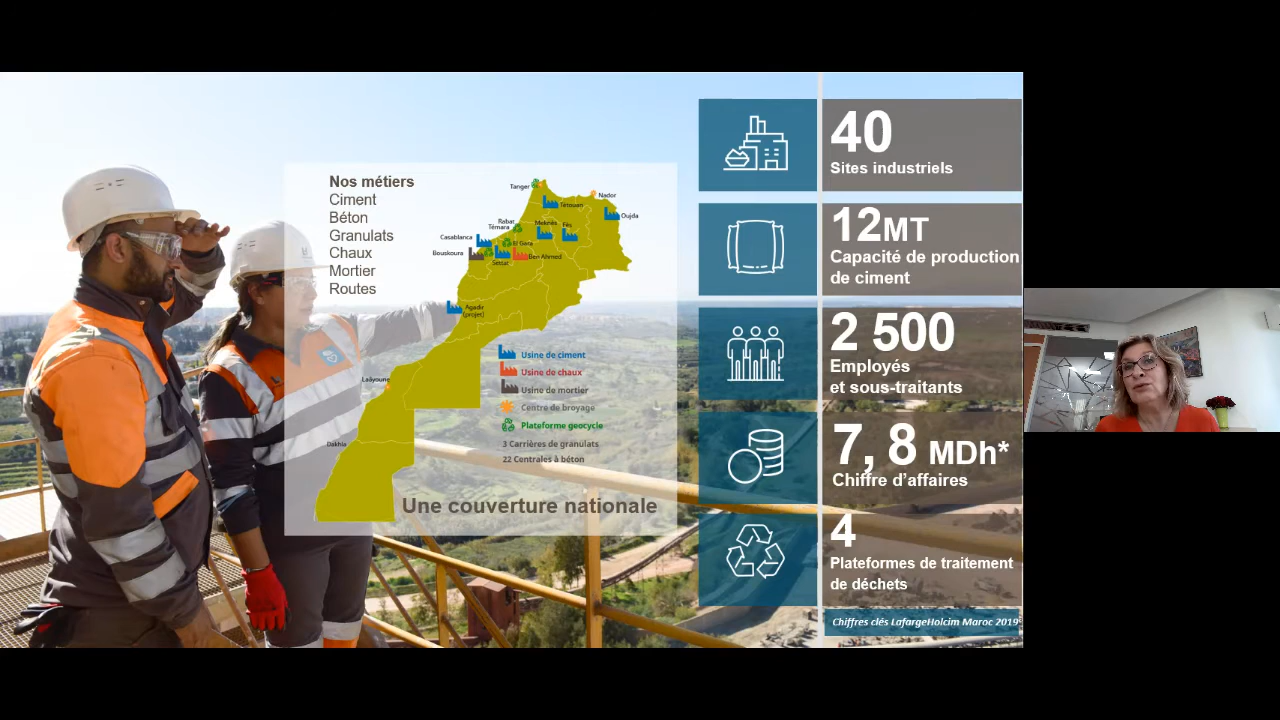 Nos métiers
Ciment
Béton
Granulats
Chaux
Mortier
Routes
Tanger
Nador
Tétouan
Oujda
Rabat
Témara
Meknès
Fès
Casablanca
El Gara
Bouskoura
Settat
Ben Ahmed
Agadir
(projet)
Laâyoune
Dakhla
Usine de ciment
Usine de chaux
Usine de mortier
Centre de broyage
Plateforme geocycle
3 Carrières de granulats
22 Centrales à béton
Une couverture nationale
40
Sites industriels
12MT
Capacité de production
de ciment
2 500
Employés
et sous-traitants
7, 8 MDh*
Chiffre d’affaires
4
Plateformes de traitement
de déchets
Chiffres clés LafargeHolcim Maroc 2019